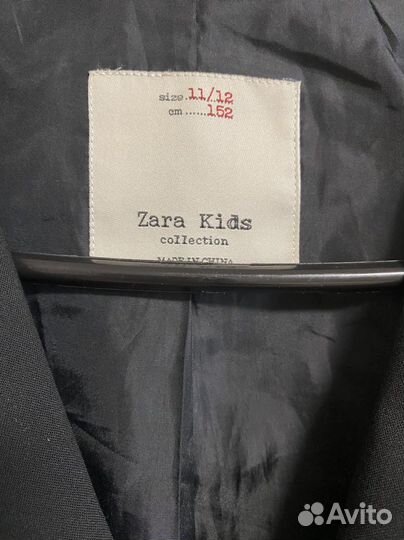 size...11/12
cm......152
Zara Kids
collection
MADE IN CHINA
Avito